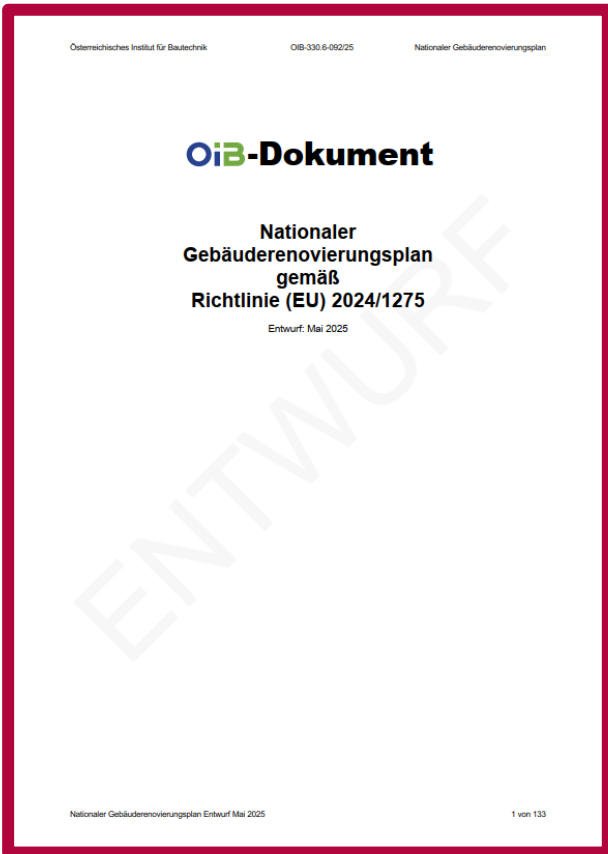 Österreichisches Institut für Bautechnik OIB-330.6-092/25 Nationaler Gebäuderenovierungsplan
OiB-Dokument
Nationaler
Gebäuderenovierungsplan
gemäß
Richtlinie (EU) 2024/1275
Entwurf: Mai 2025
ENTWURF
Nationaler Gebäuderenovierungsplan Entwurf Mai 2025 1 von 133